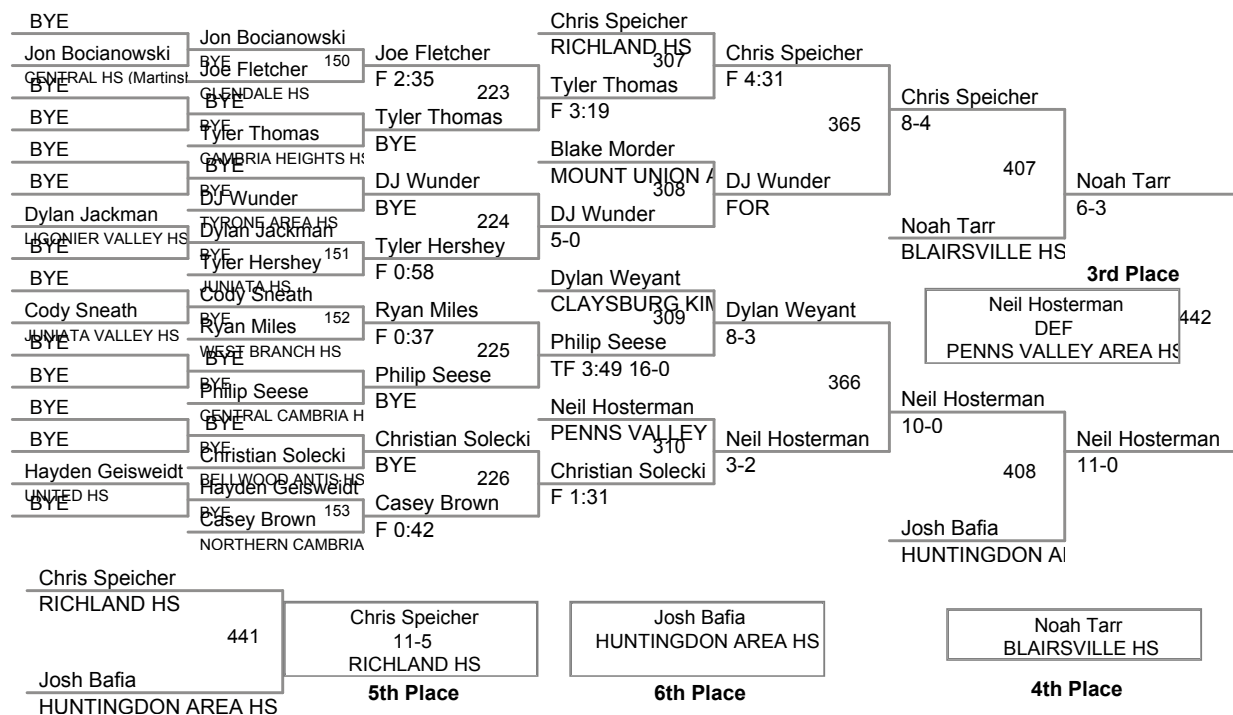 BYE
Jon Bocianowski
CENTRAL HS (Martinsb
BYE
BYE
BYE
BYE
Dylan Jackman
LIGONIER VALLEY HS
BYE
BYE
Cody Sneath
JUNIATA VALLEY HS
BYE
BYE
BYE
BYE
Hayden Geisweidt
UNITED HS
BYE
Jon Bocianowski
BYE 150
Joe Fletcher
GLENDALE HS
BYE
BYE
Tyler Thomas
CAMBRIA HEIGHTS HS
BYE
BYE
DJ Wunder
TYRONE AREA HS
Dylan Jackman
BYE 151
Tyler Hershey
JUNIATA HS
Cody Sneath
BYE 152
Ryan Miles
WEST BRANCH HS
BYE
BYE
Philip Seese
CENTRAL CAMBRIA H
BYE
BYE
Christian Solecki
BELLWOOD ANTIS HS
Hayden Geisweidt
BYE 153
Casey Brown
NORTHERN CAMBRIA
Joe Fletcher
F 2:35
223
Tyler Thomas
BYE
DJ Wunder
BYE
224
Tyler Hershey
F 0:58
Ryan Miles
F 0:37
225
Philip Seese
BYE
Christian Solecki
BYE
226
Casey Brown
F 0:42
Chris Speicher
RICHLAND HS
307
Tyler Thomas
F 3:19
Blake Morder
MOUNT UNION A
308
DJ Wunder
5-0
Dylan Weyant
CLAYSBURG KIM
309
Philip Seese
TF 3:49 16-0
Neil Hosterman
PENNS VALLEY
310
Christian Solecki
F 1:31
Chris Speicher
F 4:31
365
DJ Wunder
FOR
Dylan Weyant
8-3
366
Neil Hosterman
3-2
Chris Speicher
8-4
407
Noah Tarr
BLAIRSVILLE HS
Neil Hosterman
10-0
408
Josh Bafia
HUNTINGDON AR
Noah Tarr
6-3
3rd Place
Neil Hosterman
DEF
PENNS VALLEY AREA HS
442
Neil Hosterman
11-0
Chris Speicher
RICHLAND HS
441
Josh Bafia
HUNTINGDON AREA HS
Chris Speicher
11-5
RICHLAND HS
5th Place
Josh Bafia
HUNTINGDON AREA HS
6th Place
Noah Tarr
BLAIRSVILLE HS
4th Place